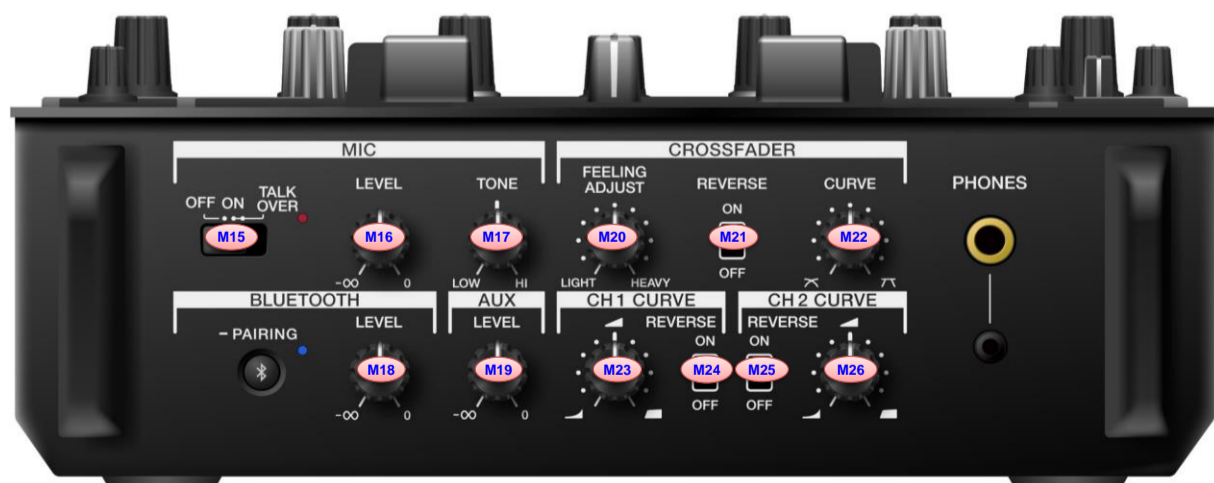 MIC
CROSSFADER
OFF ON TALK OVER
LEVEL
TONE
FEELING ADJUST
REVERSE
CURVE
PHONES
ON
M15
M16
M17
M20
M21
M22
-∞ 0
LOW HI
LIGHT HEAVY
OFF
BLUETOOTH
AUX
CH 1 CURVE
CH 2 CURVE
– PAIRING
LEVEL
LEVEL
REVERSE
REVERSE
ON
ON
M18
M19
M23
M24
M25
M26
-∞ 0
-∞ 0
OFF
OFF